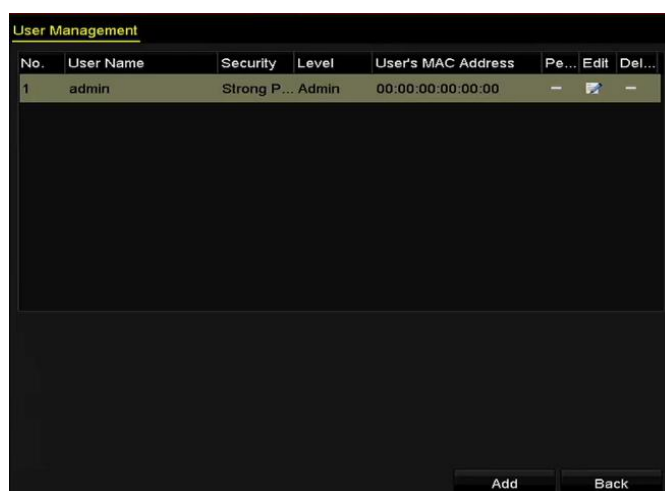 User Management
No. User Name Security Level User's MAC Address Pe... Edit Del...
1 admin Strong P... Admin 00:00:00:00:00:00 — —
Add Back